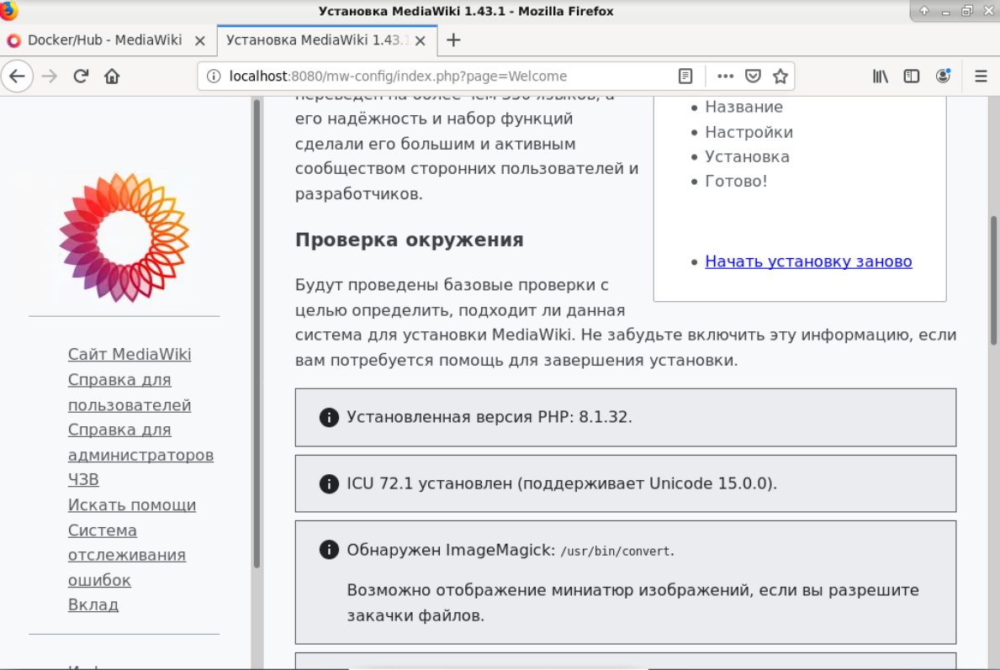 Установка MediaWiki 1.43.1 - Mozilla Firefox
Docker/Hub - MediaWiki
Установка MediaWiki 1.43.1
localhost:8080/mw-config/index.php?page=Welcome
Сайт MediaWiki
Справка для
пользователей
Справка для
администраторов
ЧЗВ
Искать помощи
Система
отслеживания
ошибок
Вклад
переведён на более чем 350 языков, а
его надёжность и набор функций
сделали его большим и активным
сообществом сторонних пользователей и
разработчиков.
Название
Настройки
Установка
Готово!
Начать установку заново
Проверка окружения
Будут проведены базовые проверки с
целью определить, подходит ли данная
система для установки MediaWiki. Не забудьте включить эту информацию, если
вам потребуется помощь для завершения установки.
Установленная версия PHP: 8.1.32.
ICU 72.1 установлен (поддерживает Unicode 15.0.0).
Обнаружен ImageMagick: /usr/bin/convert.
Возможно отображение миниатюр изображений, если вы разрешите
закачки файлов.